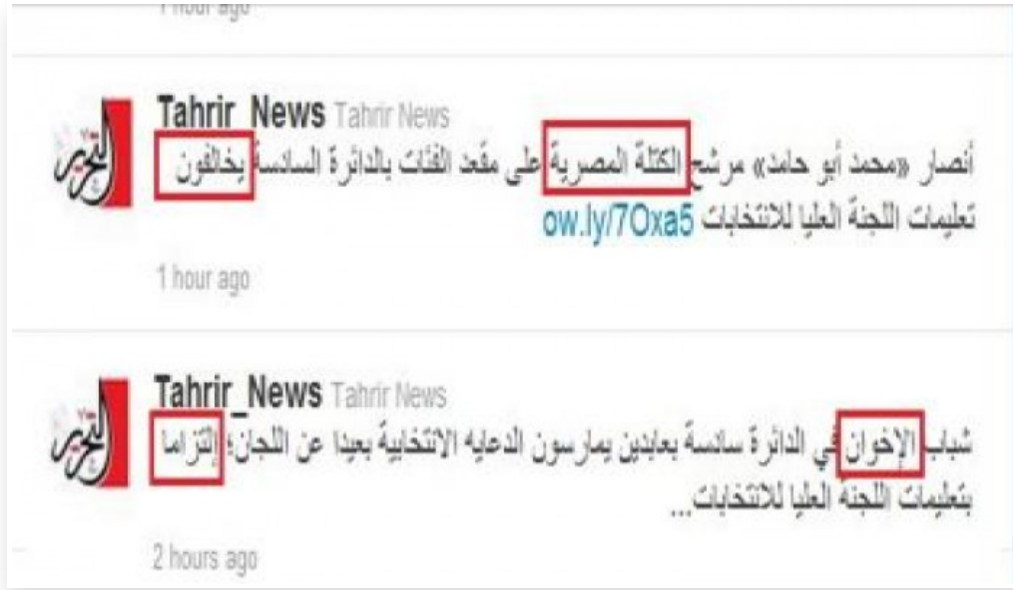 1 hour ago
Tahrir_News Tahrir News
أنصار «محمد أبو حامد» مرشح الكتلة المصرية على مقعد الفئات بالدائرة السادسة يخالفون
تعليمات اللجنة العليا للانتخابات ow.ly/7Oxa5
التحرير
1 hour ago
Tahrir_News Tahrir News
شباب الإخوان في الدائرة سادسة بعابدين يمارسون الدعايه الانتخابية بعيدا عن اللجان؛ إلتزاما
بتعليمات اللجنة العليا للانتخابات...
التحرير
2 hours ago